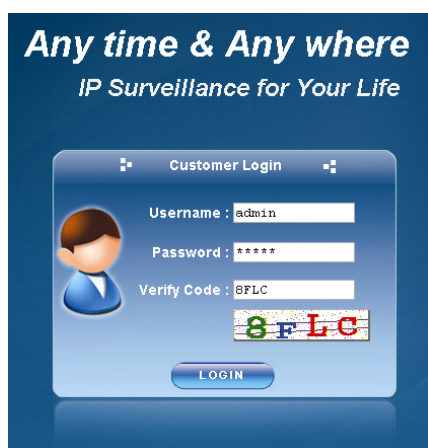 Any time & Any where
IP Surveillance for Your Life
Customer Login
Username : admin
Password : *****
Verify Code : 8FLC
8FLC
LOGIN